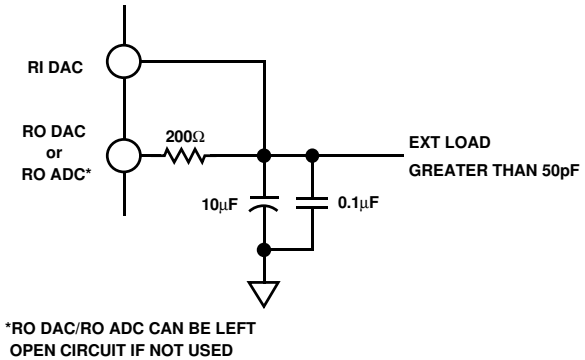 RI DAC
RO DAC
or
RO ADC*
200Ω
EXT LOAD
GREATER THAN 50pF
10μF
0.1μF
*RO DAC/RO ADC CAN BE LEFT
OPEN CIRCUIT IF NOT USED